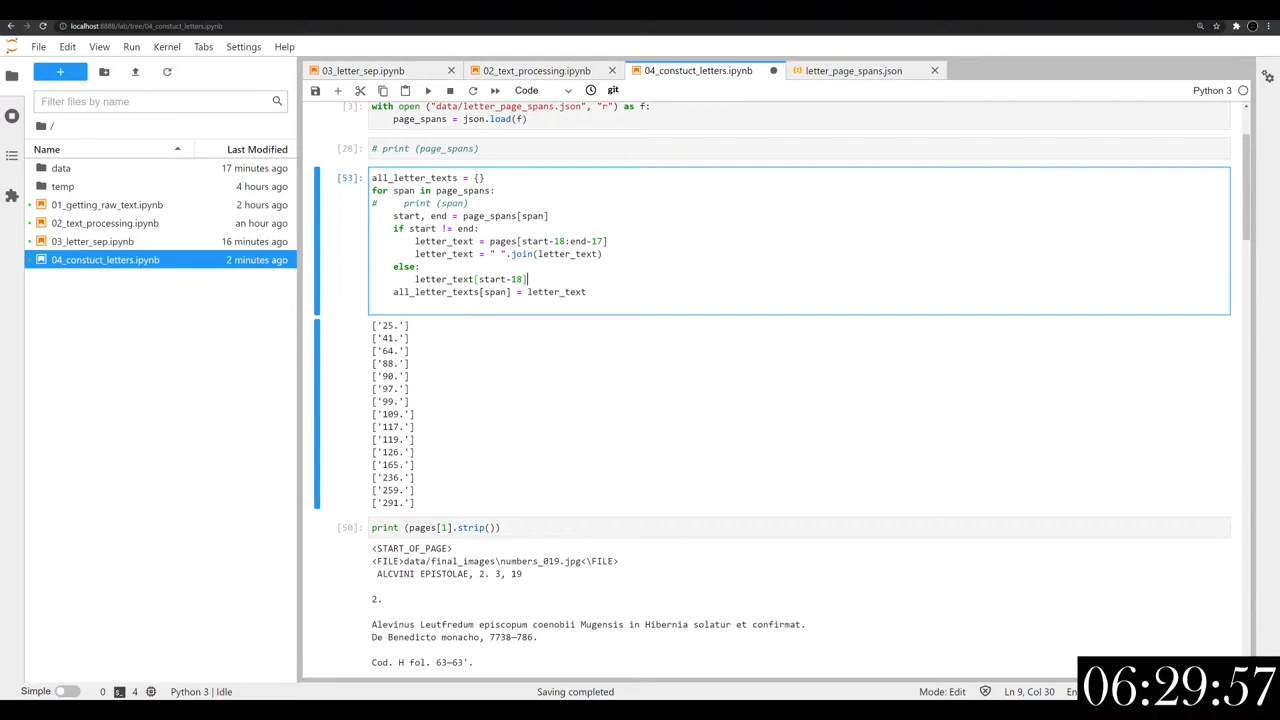 localhost:8888/lab/tree/04_constuct_letters.ipynb
File Edit View Run Kernel Tabs Settings Help
03_letter_sep.ipynb
02_text_processing.ipynb
04_constuct_letters.ipynb
letter_page_spans.json
+
Code
git
Python 3
Filter files by name
/
Name Last Modified
data 17 minutes ago
temp 4 hours ago
01_getting_raw_text.ipynb 2 hours ago
02_text_processing.ipynb an hour ago
03_letter_sep.ipynb 16 minutes ago
04_constuct_letters.ipynb 2 minutes ago
[3]: with open ("data/letter_page_spans.json", "r") as f:
page_spans = json.load(f)
[28]: # print (page_spans)
[53]: all_letter_texts = {}
for span in page_spans:
#     print (span)
start, end = page_spans[span]
if start != end:
letter_text = pages[start-18:end-17]
letter_text = " ".join(letter_text)
else:
letter_text[start-18]
all_letter_texts[span] = letter_text
['25.']
['41.']
['64.']
['88.']
['90.']
['97.']
['99.']
['109.']
['117.']
['119.']
['126.']
['165.']
['236.']
['259.']
['291.']
[50]: print (pages[1].strip())
<START_OF_PAGE>
<FILE>data/final_images\numbers_019.jpg<\FILE>
ALCVINI EPISTOLAE, 2. 3, 19
2.
Alevinus Leutfredum episcopum coenobii Mugensis in Hibernia solatur et confirmat.
De Benedicto monacho, 7738—786.
Cod. H fol. 63—63'.
Simple 0 4 Python 3 | Idle Saving completed Mode: Edit Ln 9, Col 30
06:29:57